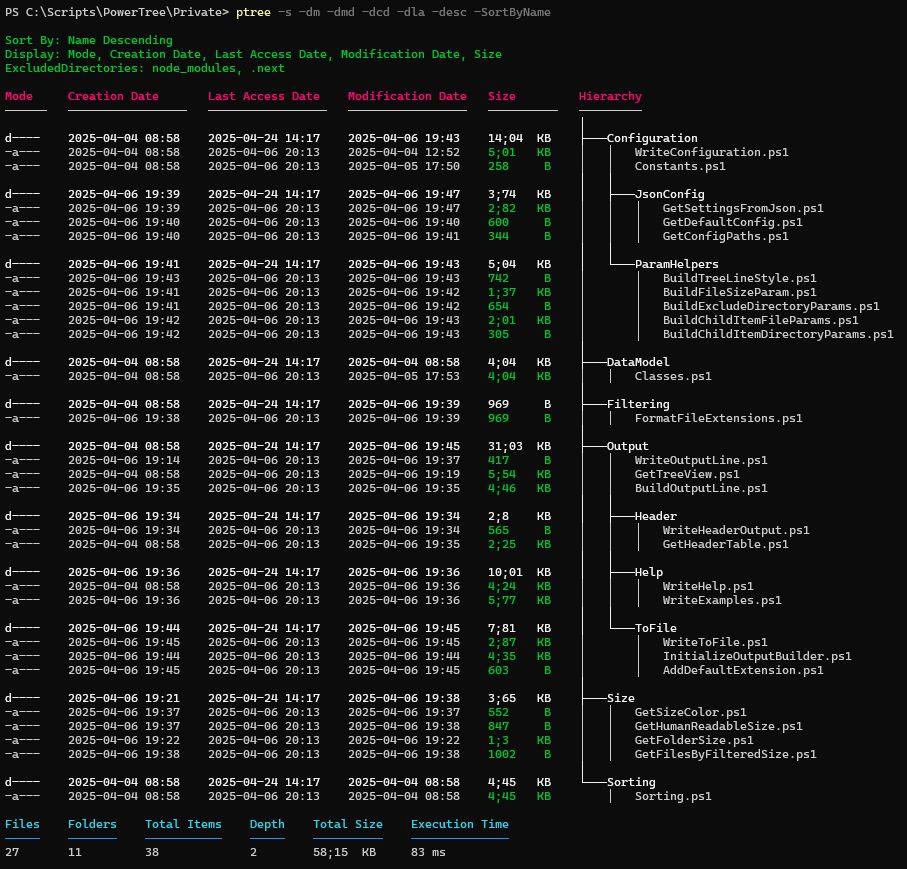 PS C:\Scripts\PowerTree\Private> ptree -s -dm -dmd -dcd -dla -desc -SortByName
Sort By: Name Descending
Display: Mode, Creation Date, Last Access Date, Modification Date, Size
ExcludedDirectories: node_modules, .next
Mode Creation Date Last Access Date Modification Date Size Hierarchy
d---- 2025-04-04 08:58 2025-04-24 14:17 2025-04-06 19:43 14;04 KB ├───Configuration
-a--- 2025-04-04 08:58 2025-04-06 20:13 2025-04-04 12:52 5;01 KB │ │ WriteConfiguration.ps1
-a--- 2025-04-04 08:58 2025-04-06 20:13 2025-04-05 17:50 258 B │ │ Constants.ps1
d---- 2025-04-06 19:39 2025-04-24 14:17 2025-04-06 19:47 3;74 KB │ ├───JsonConfig
-a--- 2025-04-06 19:39 2025-04-06 20:13 2025-04-06 19:47 2;82 KB │ │ │ GetSettingsFromJson.ps1
-a--- 2025-04-06 19:40 2025-04-06 20:13 2025-04-06 19:40 600 B │ │ │ GetDefaultConfig.ps1
-a--- 2025-04-06 19:40 2025-04-06 20:13 2025-04-06 19:41 344 B │ │ │ GetConfigPaths.ps1
d---- 2025-04-06 19:41 2025-04-24 14:17 2025-04-06 19:43 5;04 KB │ └───ParamHelpers
-a--- 2025-04-06 19:43 2025-04-06 20:13 2025-04-06 19:43 742 B │ │ BuildTreeLineStyle.ps1
-a--- 2025-04-06 19:41 2025-04-06 20:13 2025-04-06 19:42 1;37 KB │ │ BuildFileSizeParam.ps1
-a--- 2025-04-06 19:41 2025-04-06 20:13 2025-04-06 19:42 654 B │ │ BuildExcludeDirectoryParams.ps1
-a--- 2025-04-06 19:42 2025-04-06 20:13 2025-04-06 19:43 2;01 KB │ │ BuildChildItemFileParams.ps1
-a--- 2025-04-06 19:42 2025-04-06 20:13 2025-04-06 19:43 305 B │ │ BuildChildItemDirectoryParams.ps1
d---- 2025-04-04 08:58 2025-04-24 14:17 2025-04-04 08:58 4;04 KB ├───DataModel
-a--- 2025-04-04 08:58 2025-04-06 20:13 2025-04-05 17:53 4;04 KB │ │ Classes.ps1
d---- 2025-04-04 08:58 2025-04-24 14:17 2025-04-06 19:39 969 B ├───Filtering
-a--- 2025-04-06 19:38 2025-04-06 20:13 2025-04-06 19:39 969 B │ │ FormatFileExtensions.ps1
d---- 2025-04-04 08:58 2025-04-24 14:17 2025-04-06 19:45 31;03 KB ├───Output
-a--- 2025-04-06 19:14 2025-04-06 20:13 2025-04-06 19:37 417 B │ │ WriteOutputLine.ps1
-a--- 2025-04-04 08:58 2025-04-06 20:13 2025-04-06 19:19 5;54 KB │ │ GetTreeView.ps1
-a--- 2025-04-06 19:35 2025-04-06 20:13 2025-04-06 19:35 4;46 KB │ │ BuildOutputLine.ps1
d---- 2025-04-06 19:34 2025-04-24 14:17 2025-04-06 19:34 2;8 KB │ ├───Header
-a--- 2025-04-06 19:34 2025-04-06 20:13 2025-04-06 19:34 565 B │ │ │ WriteHeaderOutput.ps1
-a--- 2025-04-04 08:58 2025-04-06 20:13 2025-04-06 19:35 2;25 KB │ │ │ GetHeaderTable.ps1
d---- 2025-04-06 19:36 2025-04-24 14:17 2025-04-06 19:36 10;01 KB │ ├───Help
-a--- 2025-04-04 08:58 2025-04-06 20:13 2025-04-06 19:36 4;24 KB │ │ │ WriteHelp.ps1
-a--- 2025-04-06 19:36 2025-04-06 20:13 2025-04-06 19:36 5;77 KB │ │ │ WriteExamples.ps1
d---- 2025-04-06 19:44 2025-04-24 14:17 2025-04-06 19:45 7;81 KB │ └───ToFile
-a--- 2025-04-06 19:45 2025-04-06 20:13 2025-04-06 19:45 2;87 KB │ │ WriteToFile.ps1
-a--- 2025-04-06 19:44 2025-04-06 20:13 2025-04-06 19:44 4;35 KB │ │ InitializeOutputBuilder.ps1
-a--- 2025-04-06 19:45 2025-04-06 20:13 2025-04-06 19:45 603 B │ │ AddDefaultExtension.ps1
d---- 2025-04-06 19:21 2025-04-24 14:17 2025-04-06 19:38 3;65 KB ├───Size
-a--- 2025-04-06 19:37 2025-04-06 20:13 2025-04-06 19:37 552 B │ │ GetSizeColor.ps1
-a--- 2025-04-06 19:37 2025-04-06 20:13 2025-04-06 19:38 847 B │ │ GetHumanReadableSize.ps1
-a--- 2025-04-06 19:22 2025-04-06 20:13 2025-04-06 19:22 1;3 KB │ │ GetFolderSize.ps1
-a--- 2025-04-06 19:38 2025-04-06 20:13 2025-04-06 19:38 1002 B │ │ GetFilesByFilteredSize.ps1
d---- 2025-04-04 08:58 2025-04-24 14:17 2025-04-04 08:58 4;45 KB └───Sorting
-a--- 2025-04-04 08:58 2025-04-06 20:13 2025-04-04 08:58 4;45 KB │ Sorting.ps1
Files Folders Total Items Depth Total Size Execution Time
27 11 38 2 58;15 KB 83 ms